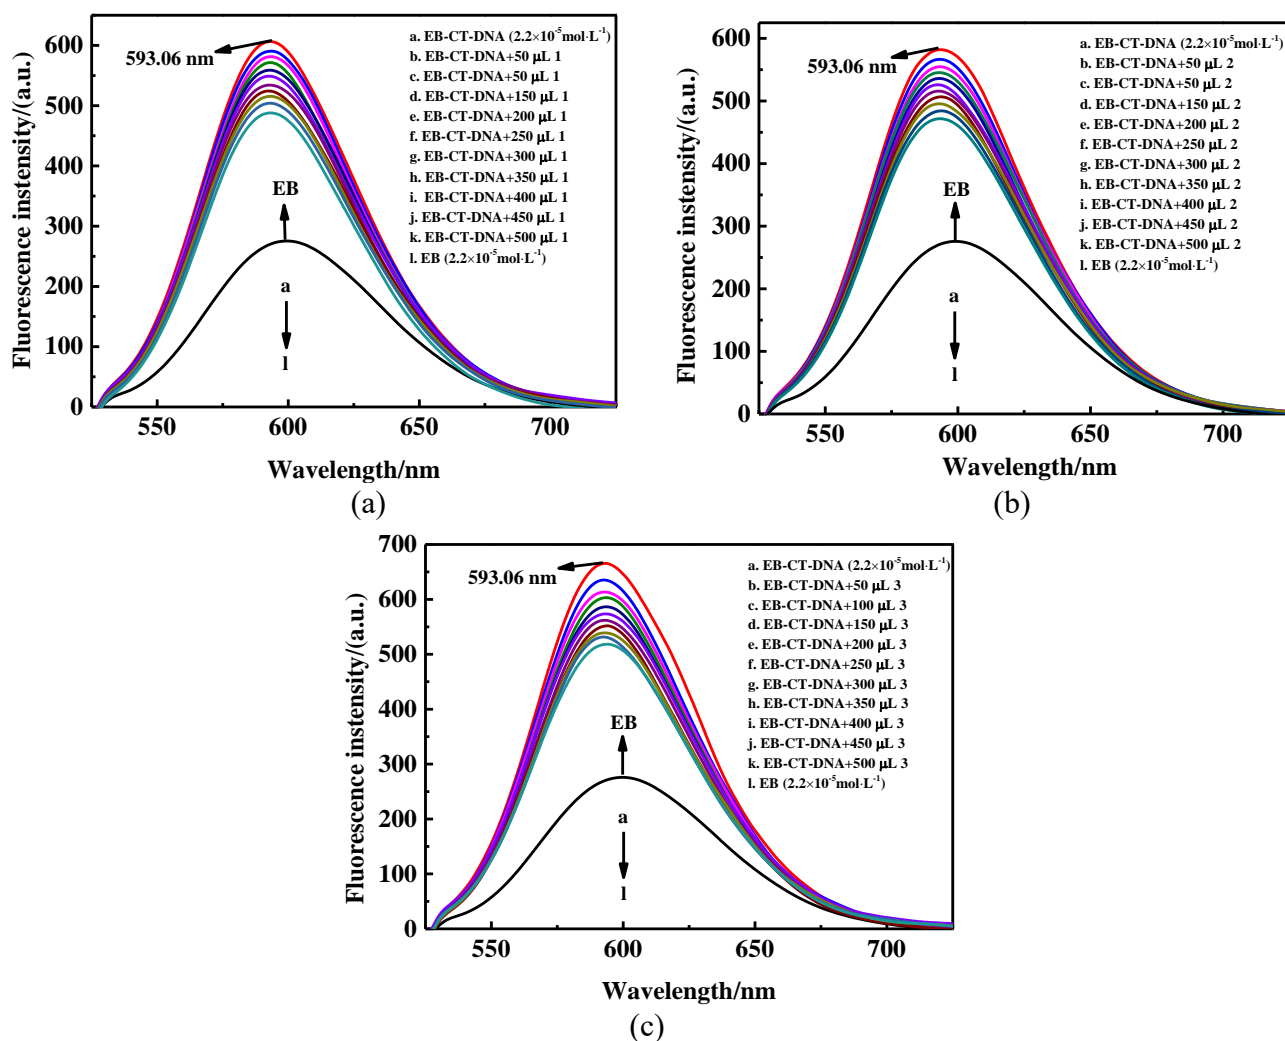 Fluorescence instensity/(a.u.)
600
500
400
300
200
100
0
593.06 nm
EB
a
l
a. EB-CT-DNA (2.2×10⁻⁵mol·L⁻¹)
b. EB-CT-DNA+50 μL 1
c. EB-CT-DNA+50 μL 1
d. EB-CT-DNA+150 μL 1
e. EB-CT-DNA+200 μL 1
f. EB-CT-DNA+250 μL 1
g. EB-CT-DNA+300 μL 1
h. EB-CT-DNA+350 μL 1
i. EB-CT-DNA+400 μL 1
j. EB-CT-DNA+450 μL 1
k. EB-CT-DNA+500 μL 1
l. EB (2.2×10⁻⁵mol·L⁻¹)
550 600 650 700
Wavelength/nm
(a)
Fluorescence instensity/(a.u.)
600
500
400
300
200
100
0
593.06 nm
EB
a
l
a. EB-CT-DNA (2.2×10⁻⁵mol·L⁻¹)
b. EB-CT-DNA+50 μL 2
c. EB-CT-DNA+50 μL 2
d. EB-CT-DNA+150 μL 2
e. EB-CT-DNA+200 μL 2
f. EB-CT-DNA+250 μL 2
g. EB-CT-DNA+300 μL 2
h. EB-CT-DNA+350 μL 2
i. EB-CT-DNA+400 μL 2
j. EB-CT-DNA+450 μL 2
k. EB-CT-DNA+500 μL 2
l. EB (2.2×10⁻⁵mol·L⁻¹)
550 600 650 700
Wavelength/nm
(b)
Fluorescence instensity/(a.u.)
700
600
500
400
300
200
100
0
593.06 nm
EB
a
l
a. EB-CT-DNA (2.2×10⁻⁵mol·L⁻¹)
b. EB-CT-DNA+50 μL 3
c. EB-CT-DNA+100 μL 3
d. EB-CT-DNA+150 μL 3
e. EB-CT-DNA+200 μL 3
f. EB-CT-DNA+250 μL 3
g. EB-CT-DNA+300 μL 3
h. EB-CT-DNA+350 μL 3
i. EB-CT-DNA+400 μL 3
j. EB-CT-DNA+450 μL 3
k. EB-CT-DNA+500 μL 3
l. EB (2.2×10⁻⁵mol·L⁻¹)
550 600 650 700
Wavelength/nm
(c)